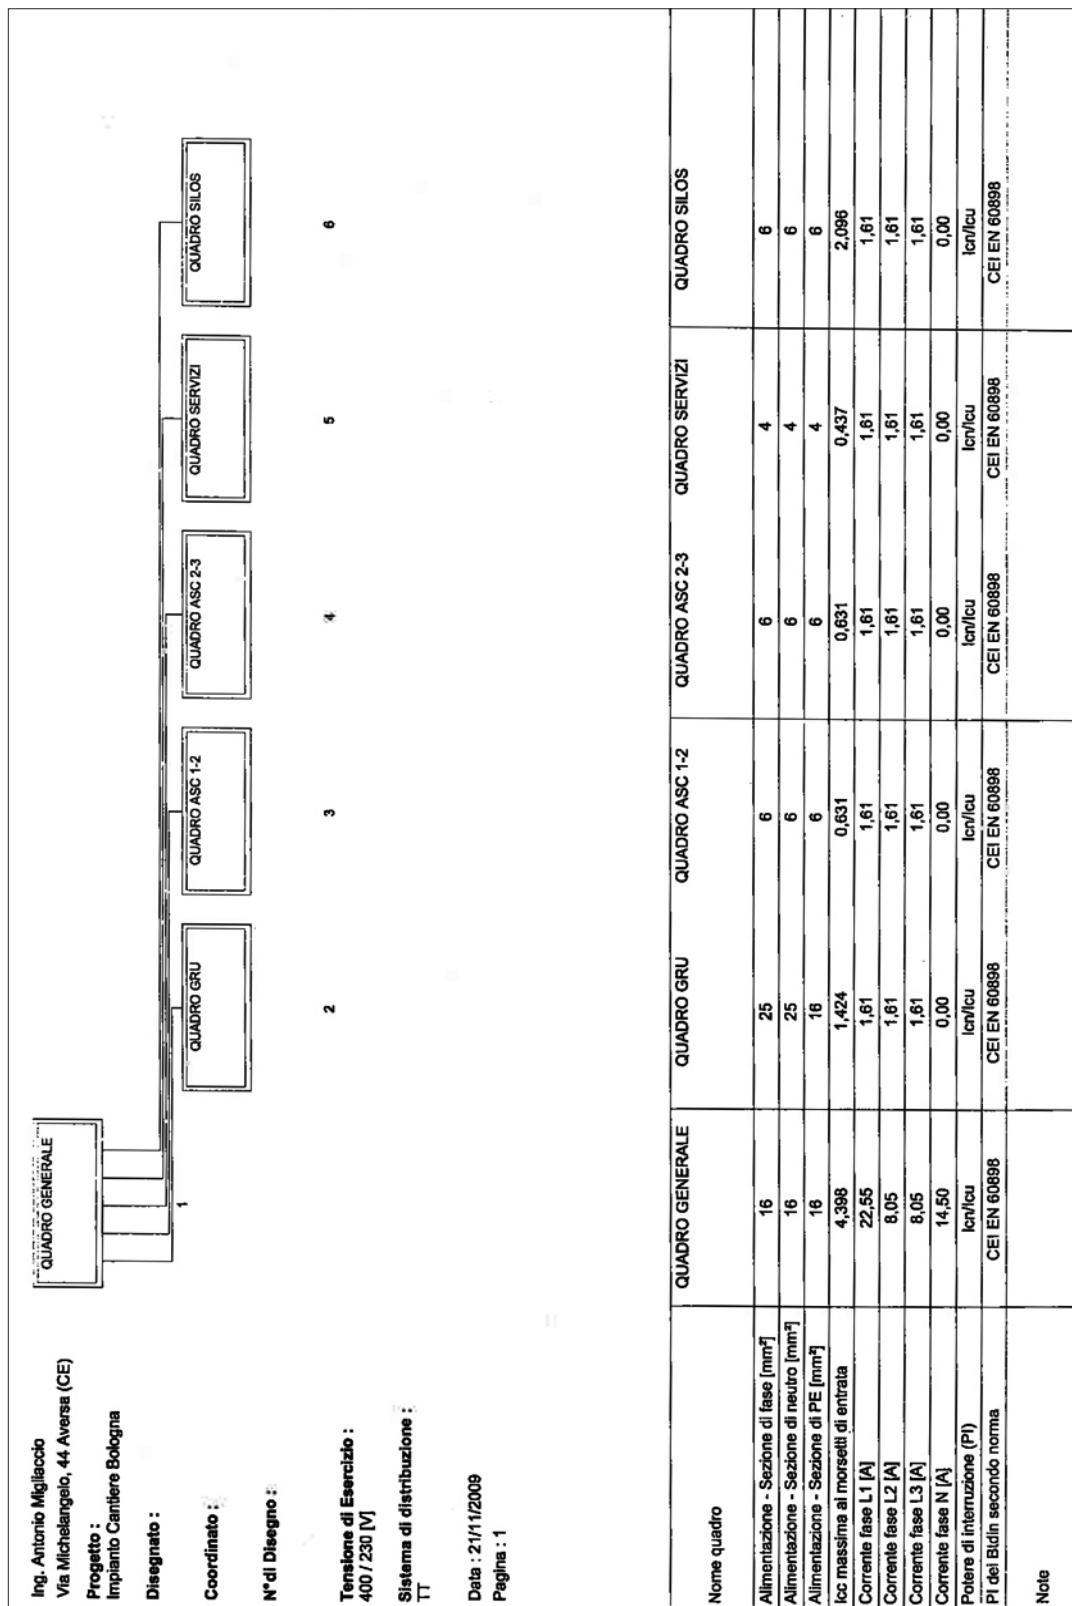 Ing. Antonio Migliaccio
Via Michelangelo, 44 Aversa (CE)
Progetto :
Impianto Cantiere Bologna
Disegnato :
Coordinato :
N° di Disegno :
Tensione di Esercizio :
400 / 230 [V]
Sistema di distribuzione :
TT
Data : 21/11/2009
Pagina : 1
QUADRO GENERALE
1
QUADRO GRU
2
QUADRO ASC 1-2
3
QUADRO ASC 2-3
4
QUADRO SERVIZI
5
QUADRO SILOS
6
Nome quadro QUADRO GENERALE QUADRO GRU QUADRO ASC 1-2 QUADRO ASC 2-3 QUADRO SERVIZI QUADRO SILOS
Alimentazione - Sezione di fase [mm²] 16 25 6 6 4 6
Alimentazione - Sezione di neutro [mm²] 16 25 6 6 4 6
Alimentazione - Sezione di PE [mm²] 16 16 6 6 4 6
Icc massima ai morsetti di entrata 4,398 1,424 0,631 0,631 0,437 2,096
Corrente fase L1 [A] 22,55 1,61 1,61 1,61 1,61 1,61
Corrente fase L2 [A] 8,05 1,61 1,61 1,61 1,61 1,61
Corrente fase L3 [A] 8,05 1,61 1,61 1,61 1,61 1,61
Corrente fase N [A] 14,50 0,00 0,00 0,00 0,00 0,00
Potere di interruzione (PI) Icn/Icu Icn/Icu Icn/Icu Icn/Icu Icn/Icu Icn/Icu
PI dei Btdin secondo norma CEI EN 60898 CEI EN 60898 CEI EN 60898 CEI EN 60898 CEI EN 60898 CEI EN 60898
Note